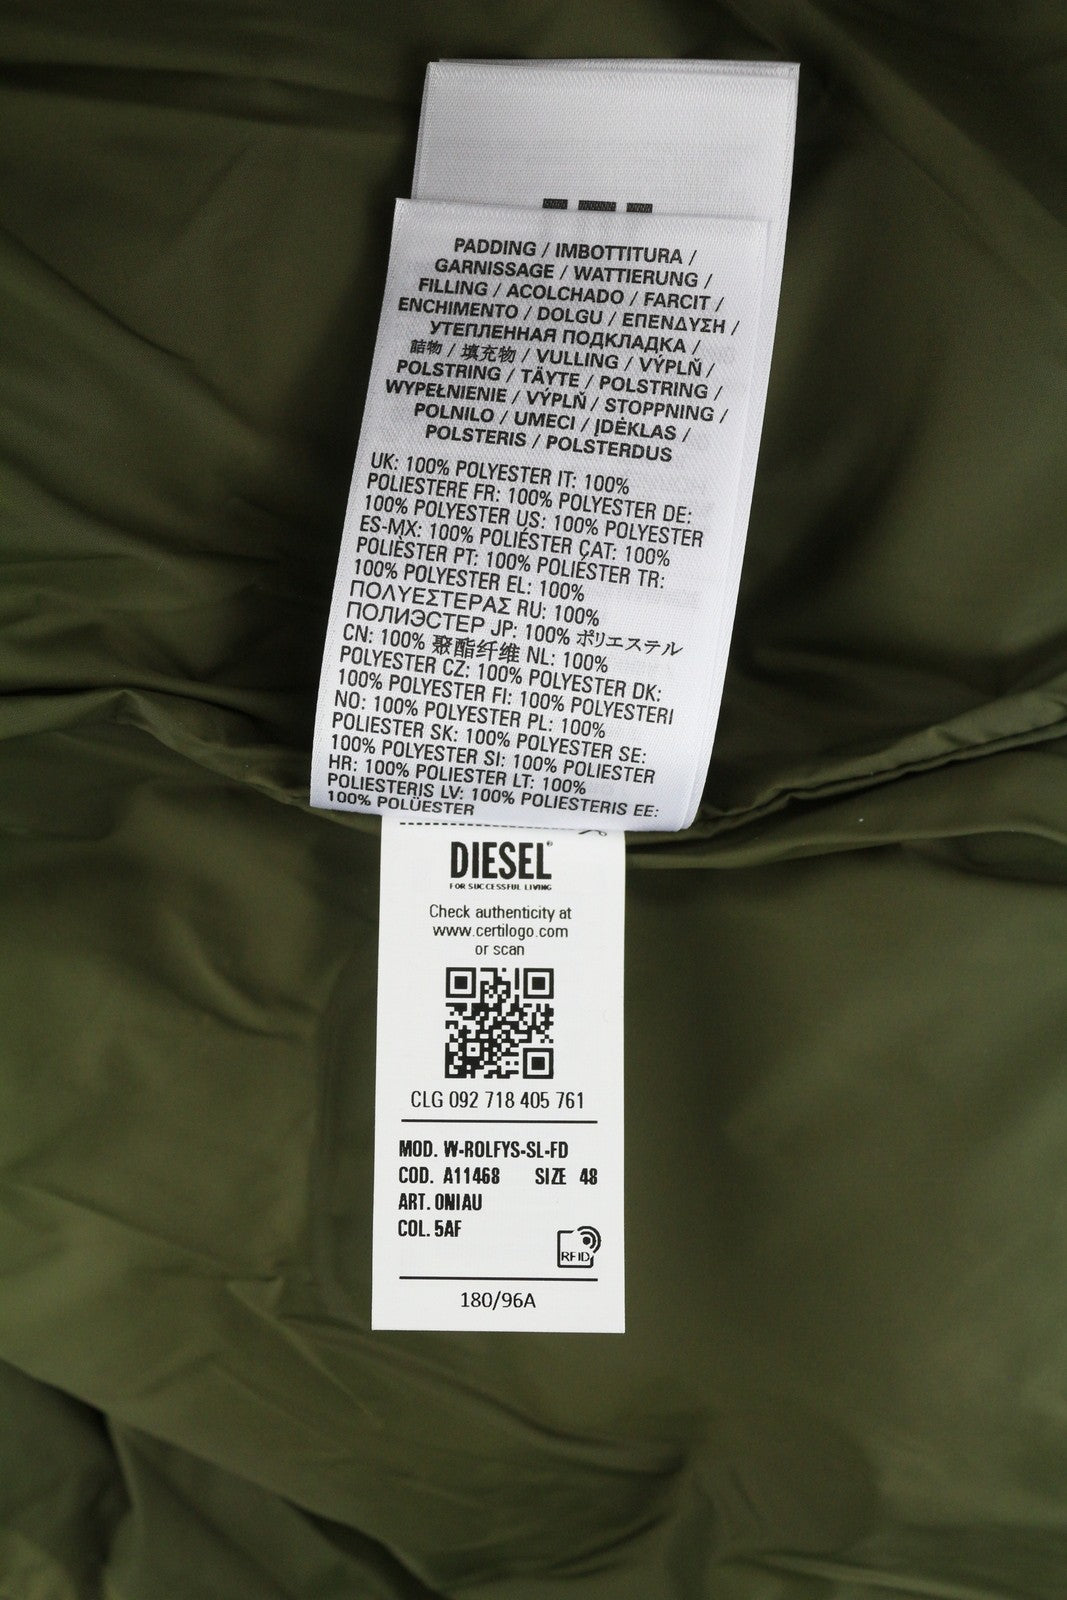 PADDING / IMBOTTITURA /
GARNISSAGE / WATTIERUNG /
FILLING / ACOLCHADO / FARCIT /
ENCHIMENTO / DOLGU / ΕΠΕΝΔΥΣΗ /
УТЕПЛЕННАЯ ПОДКЛАДКА /
詰物 / 填充物 / VULLING / VÝPLŇ /
POLSTRING / TÄYTE / POLSTRING /
WYPEŁNIENIE / VÝPLŇ / STOPPNING /
POLNILO / UMECI / ĮDĖKLAS /
POLSTERIS / POLSTERDUS
UK: 100% POLYESTER IT: 100%
POLIESTERE FR: 100% POLYESTER DE:
100% POLYESTER US: 100% POLYESTER
ES-MX: 100% POLIÉSTER CAT: 100%
POLIÈSTER PT: 100% POLIÉSTER TR:
100% POLYESTER EL: 100%
ΠΟΛΥΕΣΤΕΡΑΣ RU: 100%
ПОЛИЭСТЕР JP: 100% ポリエステル
CN: 100% 聚酯纤维 NL: 100%
POLYESTER CZ: 100% POLYESTER DK:
100% POLYESTER FI: 100% POLYESTERI
NO: 100% POLYESTER PL: 100%
POLIESTER SK: 100% POLYESTER SE:
100% POLYESTER SI: 100% POLIESTER
HR: 100% POLIESTER LT: 100%
POLIESTERIS LV: 100% POLIESTERIS EE:
100% POLÜESTER
DIESEL®
FOR SUCCESSFUL LIVING
Check authenticity at
www.certilogo.com
or scan
CLG 092 718 405 761
MOD. W-ROLFYS-SL-FD
COD. A11468 SIZE 48
ART. 0NIAU
COL. 5AF
RFID
180/96A